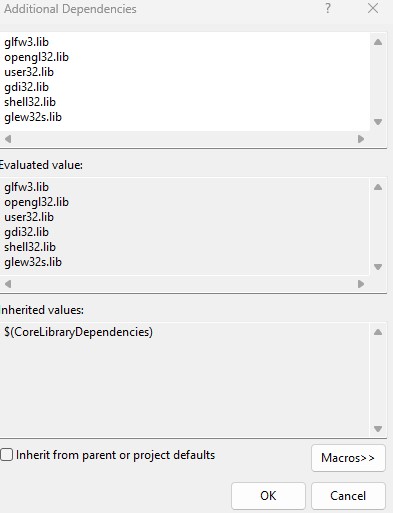 Additional Dependencies
?
glfw3.lib
opengl32.lib
user32.lib
gdi32.lib
shell32.lib
glew32s.lib
Evaluated value:
glfw3.lib
opengl32.lib
user32.lib
gdi32.lib
shell32.lib
glew32s.lib
Inherited values:
$(CoreLibraryDependencies)
Inherit from parent or project defaults
Macros>>
OK
Cancel